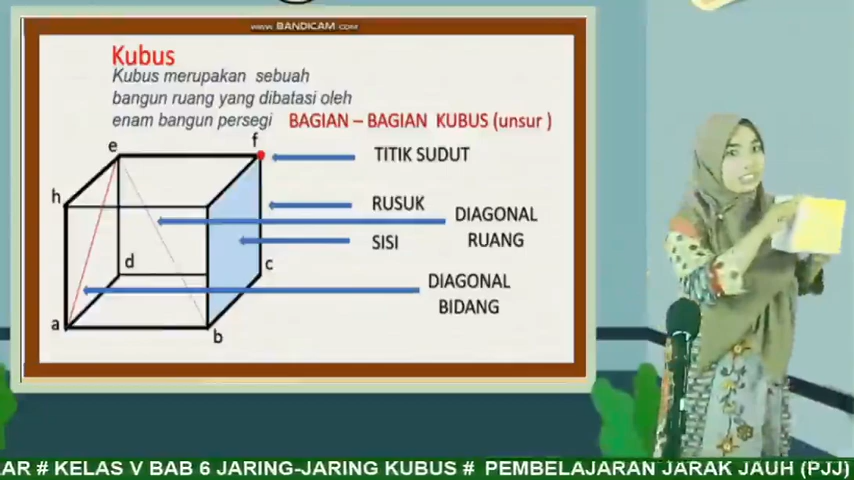 WWW.BANDICAM.COM
Kubus
Kubus merupakan sebuah
bangun ruang yang dibatasi oleh
enam bangun persegi
BAGIAN – BAGIAN KUBUS (unsur )
e
f
TITIK SUDUT
h
RUSUK
DIAGONAL
RUANG
SISI
d
c
DIAGONAL
BIDANG
a
b
AR # KELAS V BAB 6 JARING-JARING KUBUS # PEMBELAJARAN JARAK JAUH (PJJ)